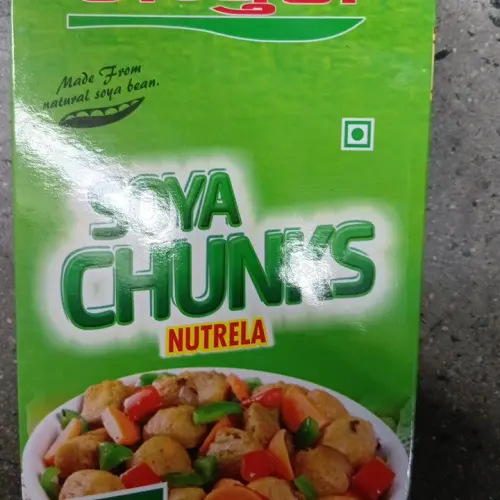 Made From
natural soya bean.
SOYA
CHUNKS
NUTRELA